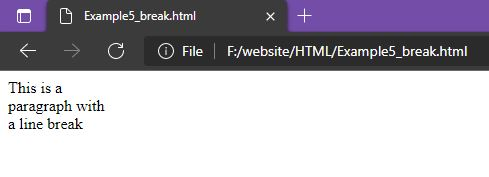 Example5_break.html
File F:/website/HTML/Example5_break.html
This is a
paragraph with
a line break